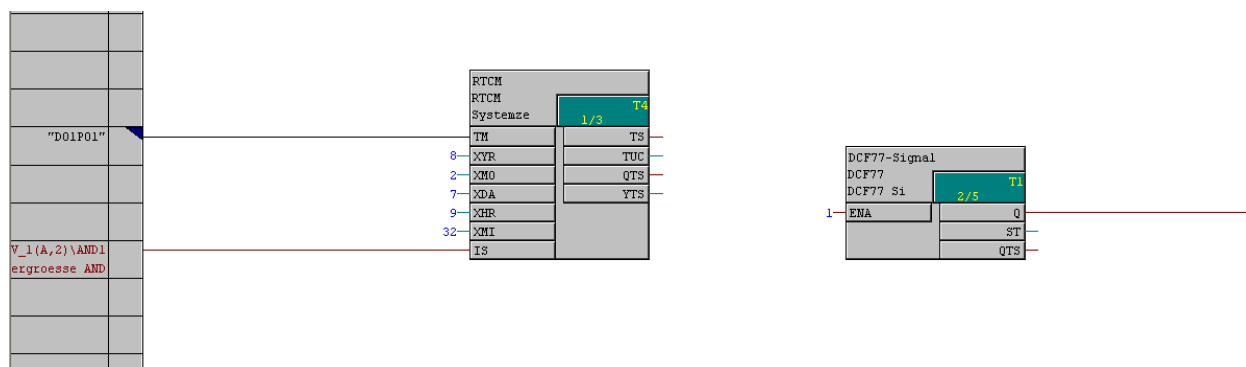 "D01P01"
V_1(A,2)\AND1
ergroesse AND
RTCM
RTCM
Systemze
T4
1/3
TM
TS
8
XYR
TUC
2
XMO
QTS
7
XDA
YTS
9
XHR
32
XMI
IS
DCF77-Signal
DCF77
DCF77 Si
T1
2/5
1
ENA
Q
ST
QTS